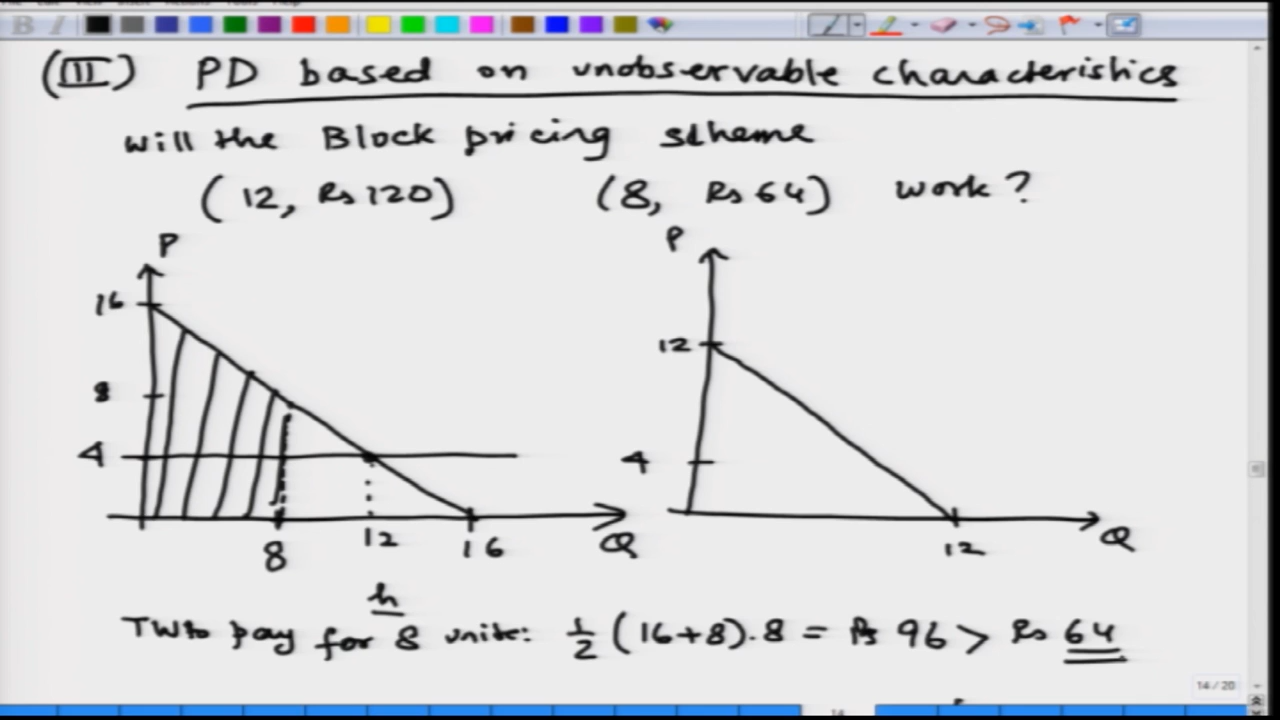 (III) PD based on unobservable characteristics
Will the Block pricing scheme
(12, Rs 120) (8, Rs 64) work?
P
16
8
4
8
12
16
Q
P
12
4
12
Q
h
TW to pay for 8 units: 1/2 (16+8).8 = Rs 96 > Rs 64
14 / 20
14